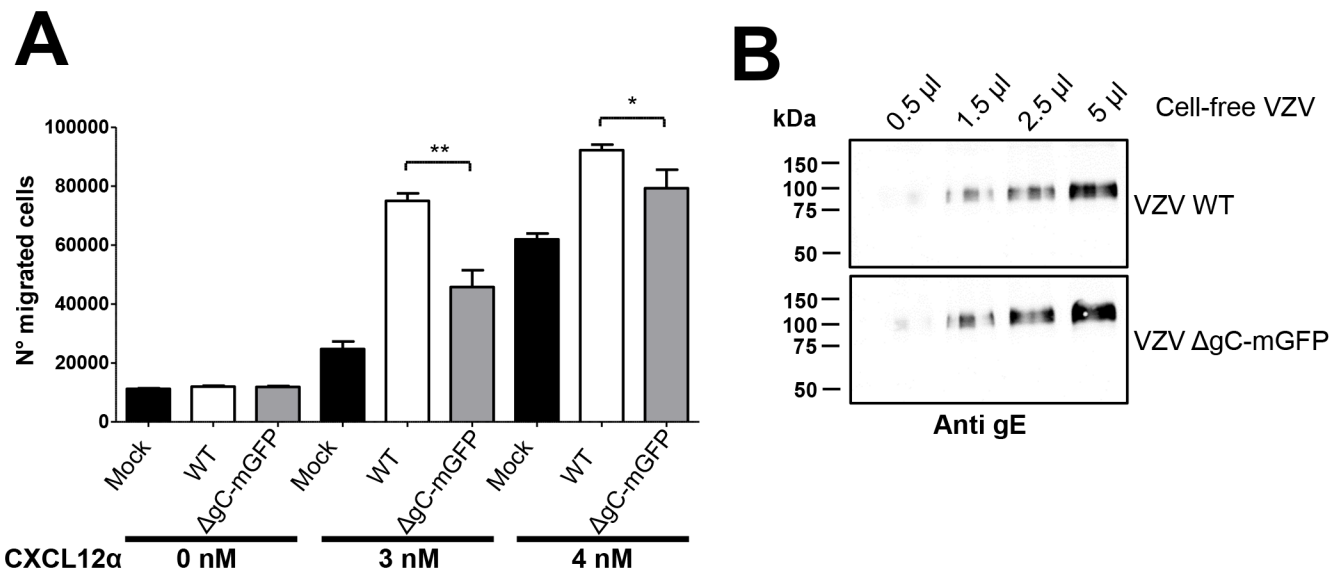 A
N° migrated cells
100000
80000
60000
40000
20000
0
**
*
Mock
WT
ΔgC-mGFP
Mock
WT
ΔgC-mGFP
Mock
WT
ΔgC-mGFP
CXCL12α 0 nM 3 nM 4 nM
B
kDa 0.5 µl 1.5 µl 2.5 µl 5 µl Cell-free VZV
150
100
75
50
VZV WT
150
100
75
50
VZV ΔgC-mGFP
Anti gE